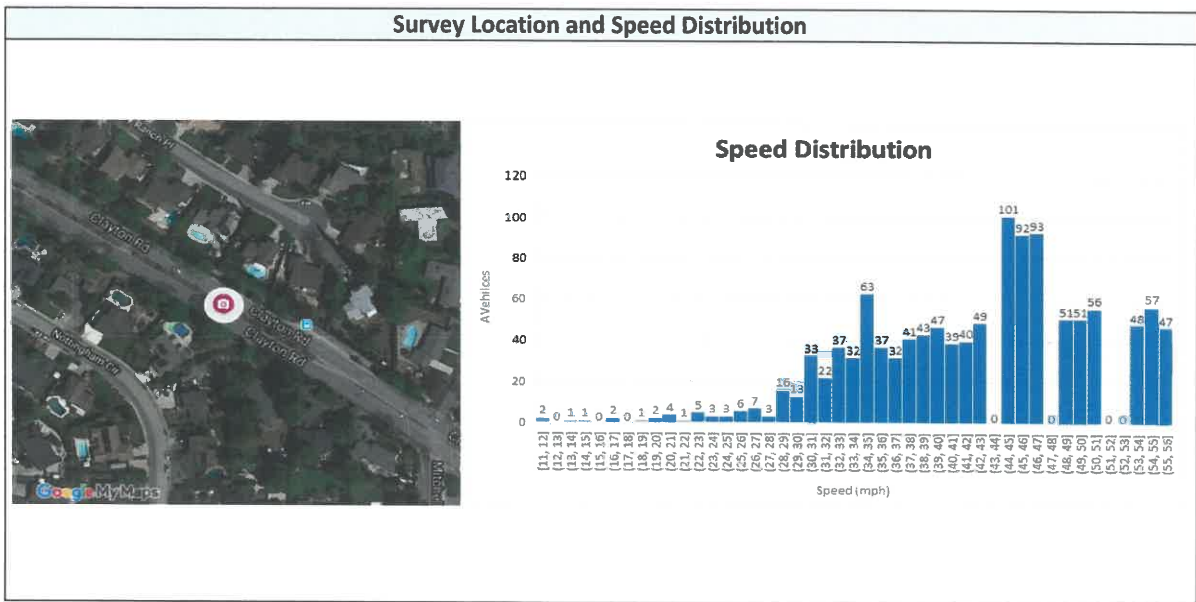 Survey Location and Speed Distribution
Ranch Pl
Clayton Rd
Clayton Rd
Clayton Rd
Nottingham Cir
Google My Maps
Speed Distribution
120
100
80
60
40
20
0
AVehilces
2 0 1 1 0 2 0 1 2 4 1 5 3 3 6 7 3 16 13 33 22 37 32 63 37 32 41 43 47 39 40 49 0 101 92 93 0 51 51 56 0 0 48 57 47
[11, 12] (12, 13] (13, 14] (14, 15] (15, 16] (16, 17] (17, 18] (18, 19] (19, 20] (20, 21] (21, 22] (22, 23] (23, 24] (24, 25] (25, 26] (26, 27] (27, 28] (28, 29] (29, 30] (30, 31] (31, 32] (32, 33] (33, 34] (34, 35] (35, 36] (36, 37] (37, 38] (38, 39] (39, 40] (40, 41] (41, 42] (42, 43] (43, 44] (44, 45] (45, 46] (46, 47] (47, 48] (48, 49] (49, 50] (50, 51] (51, 52] (52, 53] (53, 54] (54, 55] (55, 56]
Speed (mph)